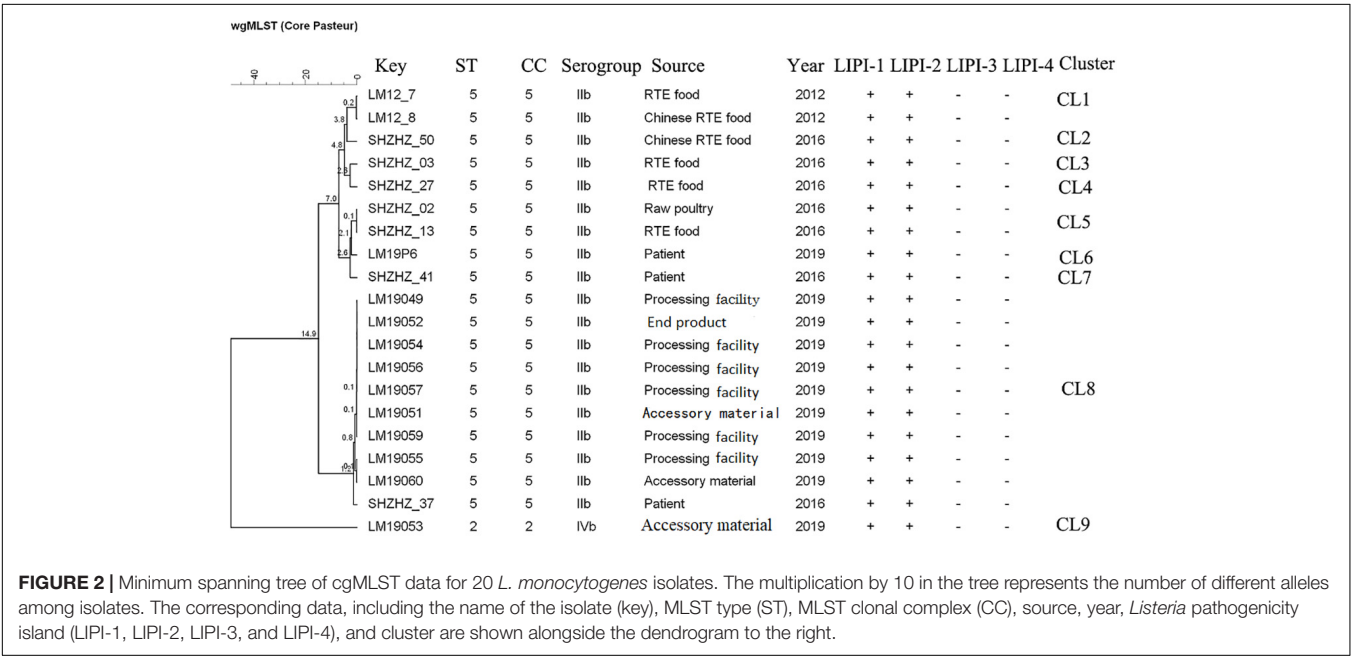 wgMLST (Core Pasteur)
40 20 0
Key ST CC Serogroup Source Year LIPI-1 LIPI-2 LIPI-3 LIPI-4 Cluster
LM12_7 5 5 IIb RTE food 2012 + + - - CL1
0.2
LM12_8 5 5 IIb Chinese RTE food 2012 + + - -
3.8
SHZHZ_50 5 5 IIb Chinese RTE food 2016 + + - - CL2
4.8
SHZHZ_03 5 5 IIb RTE food 2016 + + - - CL3
SHZHZ_27 5 5 IIb RTE food 2016 + + - - CL4
7.0
SHZHZ_02 5 5 IIb Raw poultry 2016 + + - - CL5
0.1
SHZHZ_13 5 5 IIb RTE food 2016 + + - -
2.1
LM19P6 5 5 IIb Patient 2019 + + - - CL6
2.6
SHZHZ_41 5 5 IIb Patient 2016 + + - - CL7
LM19049 5 5 IIb Processing facility 2019 + + - -
LM19052 5 5 IIb End product 2019 + + - -
14.9
LM19054 5 5 IIb Processing facility 2019 + + - -
LM19056 5 5 IIb Processing facility 2019 + + - -
0.1
LM19057 5 5 IIb Processing facility 2019 + + - - CL8
0.1
LM19051 5 5 IIb Accessory material 2019 + + - -
0.8
LM19059 5 5 IIb Processing facility 2019 + + - -
LM19055 5 5 IIb Processing facility 2019 + + - -
LM19060 5 5 IIb Accessory material 2019 + + - -
SHZHZ_37 5 5 IIb Patient 2016 + + - -
LM19053 2 2 IVb Accessory material 2019 + + - - CL9
FIGURE 2 | Minimum spanning tree of cgMLST data for 20 L. monocytogenes isolates. The multiplication by 10 in the tree represents the number of different alleles
among isolates. The corresponding data, including the name of the isolate (key), MLST type (ST), MLST clonal complex (CC), source, year, Listeria pathogenicity
island (LIPI-1, LIPI-2, LIPI-3, and LIPI-4), and cluster are shown alongside the dendrogram to the right.